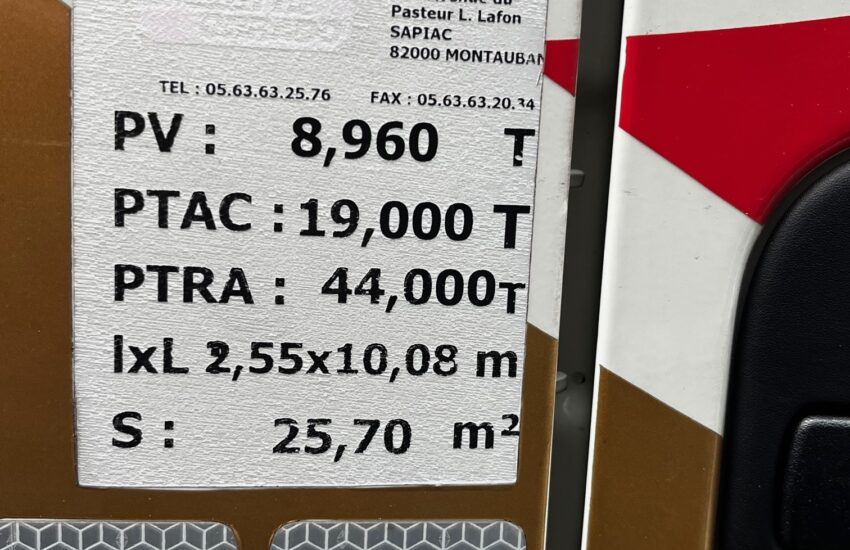 Pasteur L. Lafon
SAPIAC
82000 MONTAUBAN
TEL : 05.63.63.25.76 FAX : 05.63.63.20.34
PV : 8,960 T
PTAC : 19,000 T
PTRA : 44,000 T
lxL 2,55x10,08 m
S : 25,70 m²